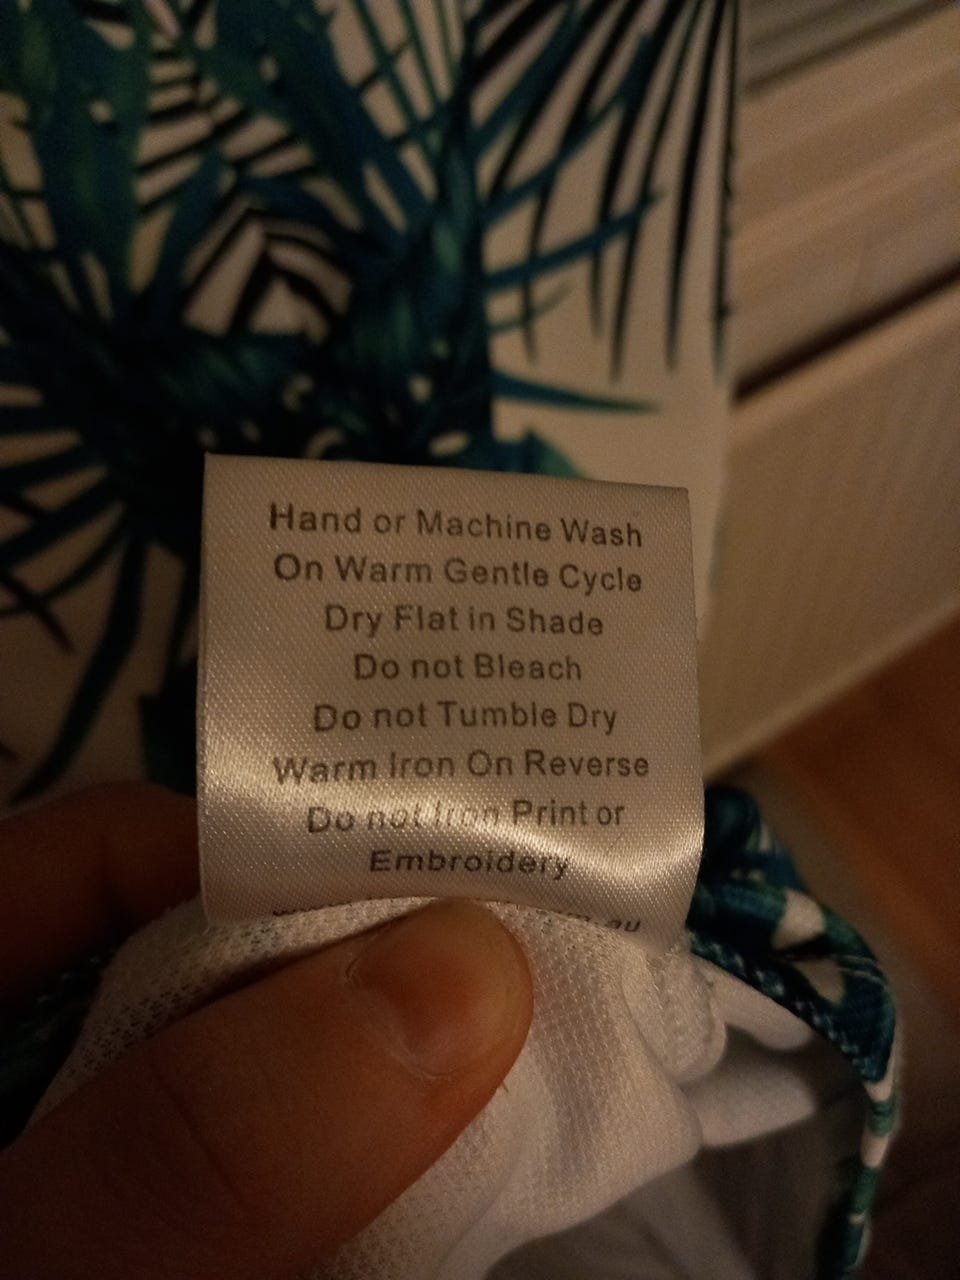 Hand or Machine Wash
On Warm Gentle Cycle
Dry Flat in Shade
Do not Bleach
Do not Tumble Dry
Warm Iron On Reverse
Do not Iron Print or
Embroidery